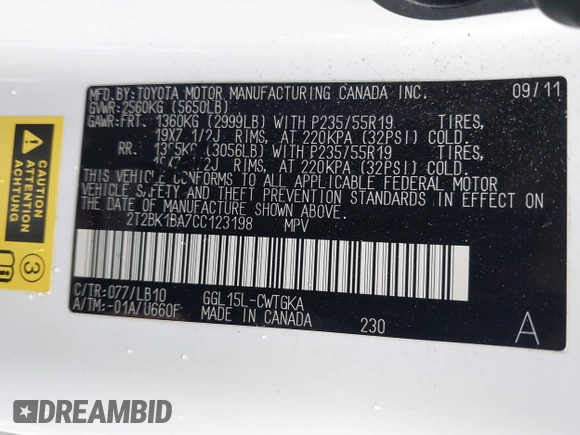 MFD.BY:TOYOTA MOTOR MANUFACTURING CANADA INC. 09/11
GVWR:2560KG (5650LB)
GAWR:FRT. 1360KG (2999LB) WITH P235/55R19 TIRES,
19X7 1/2J RIMS, AT 220KPA (32PSI) COLD.
RR. (3056LB) WITH P235/55R19 TIRES,
RIMS, AT 220KPA (32PSI) COLD.
THIS VEHICLE CONFORMS TO ALL APPLICABLE FEDERAL MOTOR
VEHICLE SAFETY AND THEFT PREVENTION STANDARDS IN EFFECT ON
THE DATE OF MANUFACTURE SHOWN ABOVE.
2T2BK1BA7CC123198 MPV
C/TR:077/LB10 GGL15L-CWTGKA
A/TM:-01A/U660F MADE IN CANADA 230 A
CAUTION
ATTENTION
ACHTUNG
3
DREAMBID